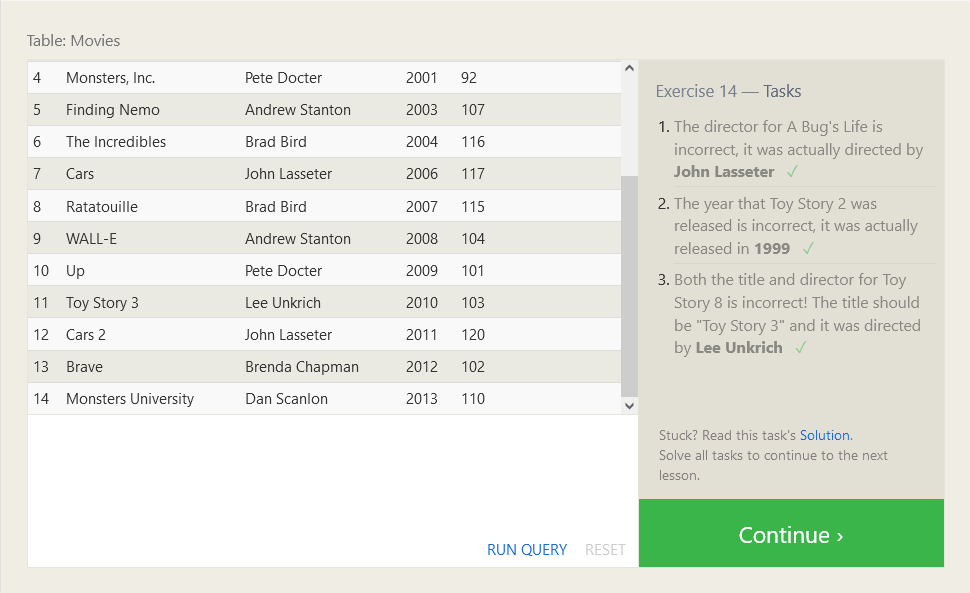 Table: Movies
4 Monsters, Inc. Pete Docter 2001 92
5 Finding Nemo Andrew Stanton 2003 107
6 The Incredibles Brad Bird 2004 116
7 Cars John Lasseter 2006 117
8 Ratatouille Brad Bird 2007 115
9 WALL-E Andrew Stanton 2008 104
10 Up Pete Docter 2009 101
11 Toy Story 3 Lee Unkrich 2010 103
12 Cars 2 John Lasseter 2011 120
13 Brave Brenda Chapman 2012 102
14 Monsters University Dan Scanlon 2013 110
RUN QUERY RESET
Exercise 14 — Tasks
1. The director for A Bug's Life is
incorrect, it was actually directed by
John Lasseter ✓
2. The year that Toy Story 2 was
released is incorrect, it was actually
released in 1999 ✓
3. Both the title and director for Toy
Story 8 is incorrect! The title should
be "Toy Story 3" and it was directed
by Lee Unkrich ✓
Stuck? Read this task's Solution.
Solve all tasks to continue to the next
lesson.
Continue ›